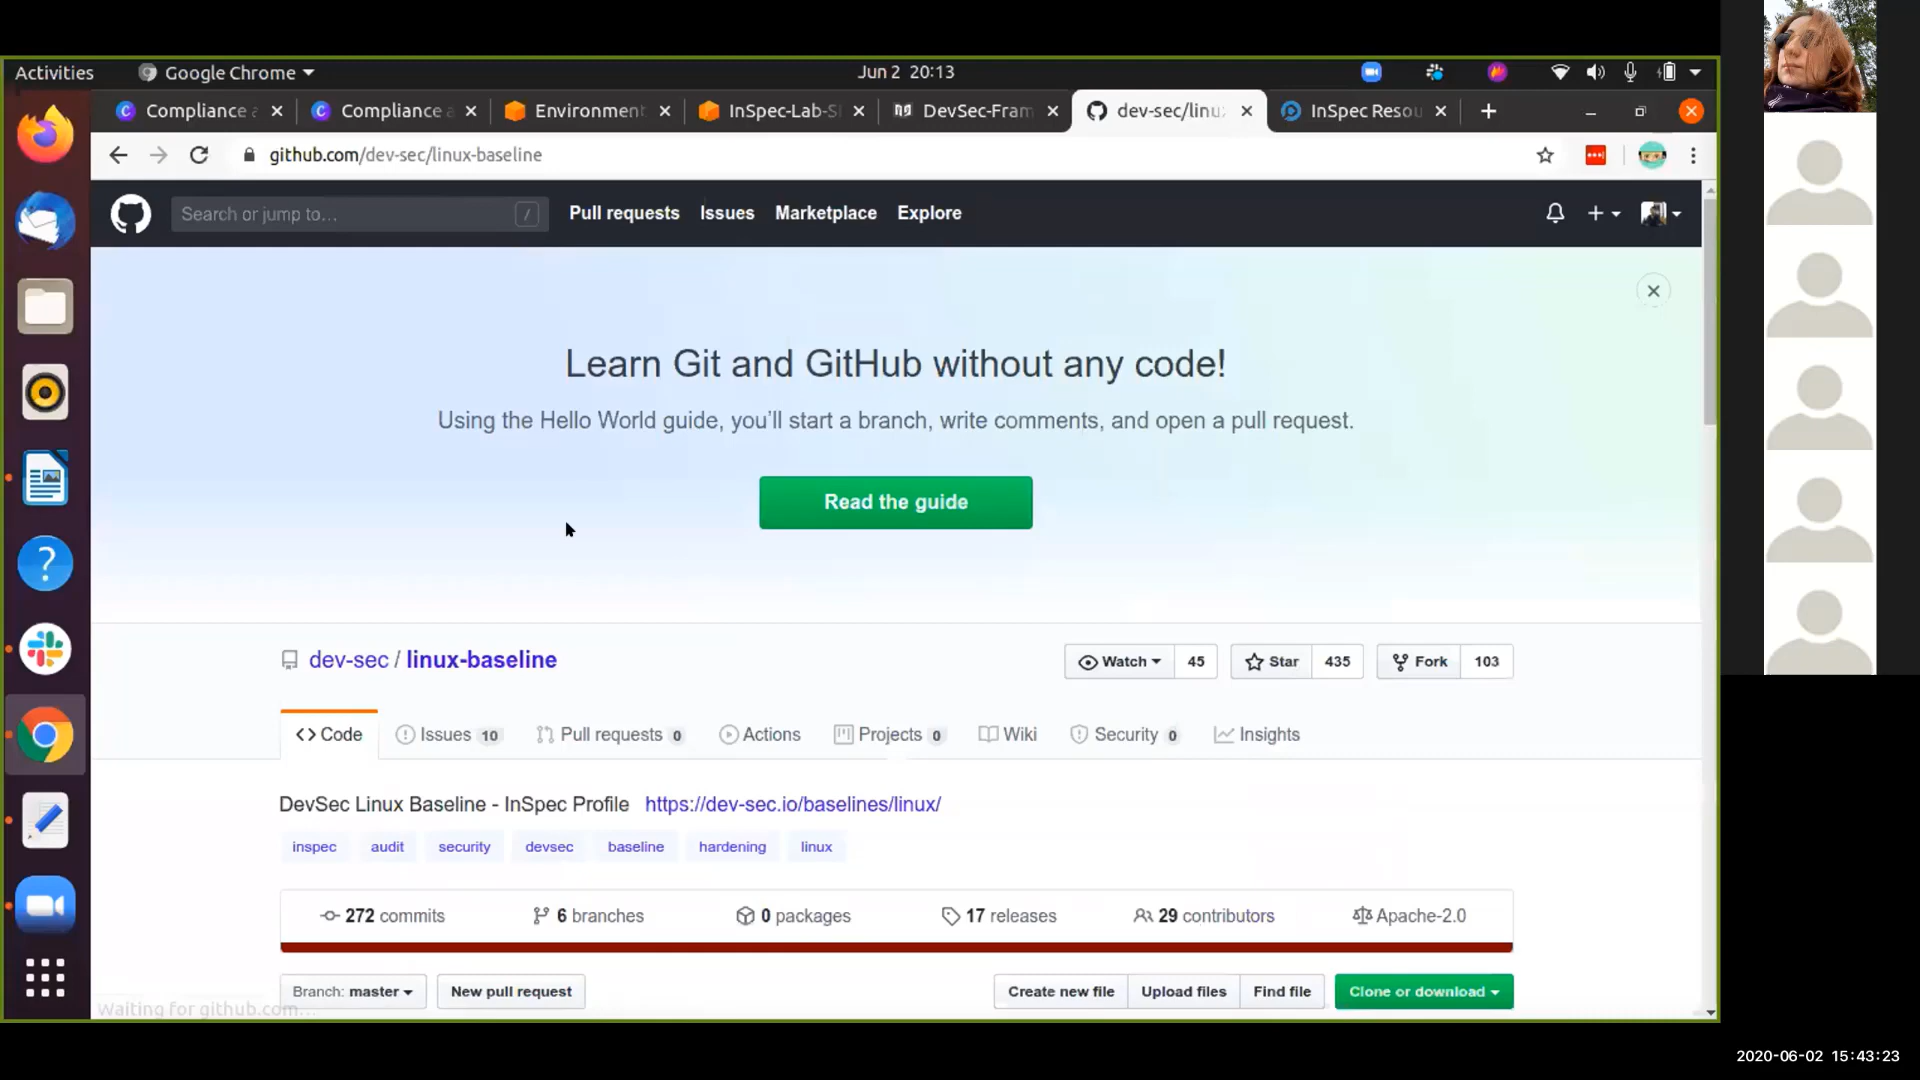 Activities Google Chrome Jun 2 20:13
Compliance a Compliance a Environment InSpec-Lab-S DevSec-Fram dev-sec/linu InSpec Resou
github.com/dev-sec/linux-baseline
Search or jump to… / Pull requests Issues Marketplace Explore
Learn Git and GitHub without any code!
Using the Hello World guide, you’ll start a branch, write comments, and open a pull request.
Read the guide
dev-sec / linux-baseline Watch 45 Star 435 Fork 103
Code Issues 10 Pull requests 0 Actions Projects 0 Wiki Security 0 Insights
DevSec Linux Baseline - InSpec Profile https://dev-sec.io/baselines/linux/
inspec audit security devsec baseline hardening linux
272 commits 6 branches 0 packages 17 releases 29 contributors Apache-2.0
Branch: master New pull request Create new file Upload files Find file Clone or download
Waiting for github.com...
2020-06-02 15:43:23